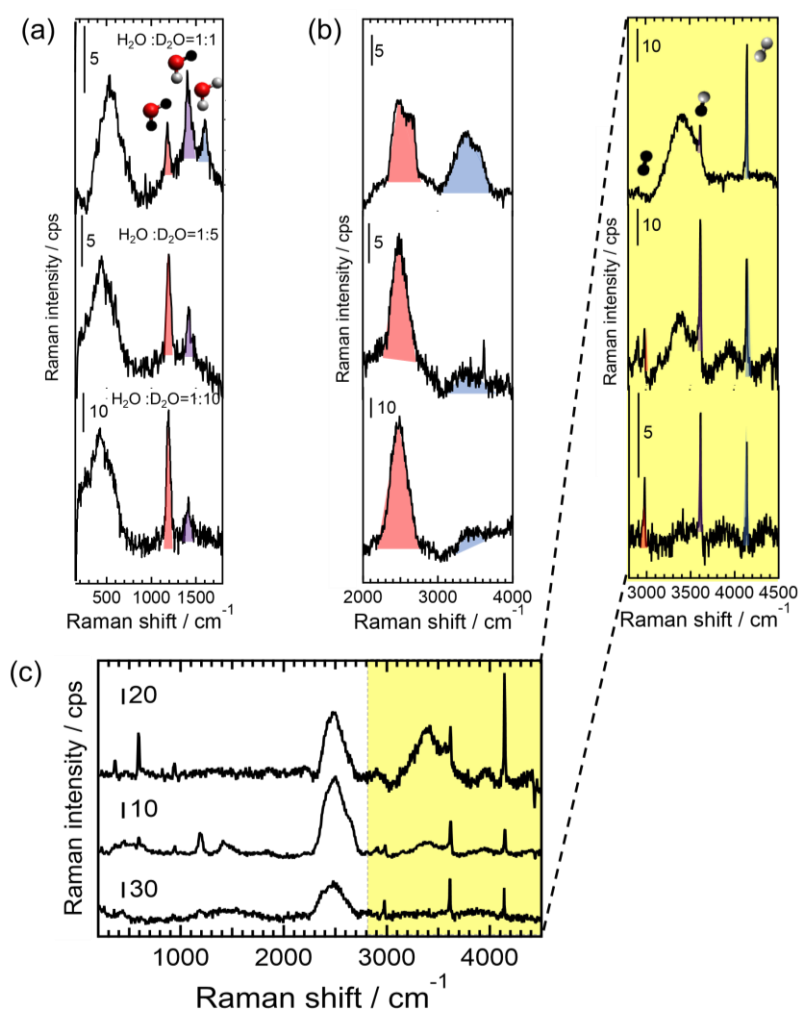 (a)
H2O :D2O=1:1
5
H2O :D2O=1:5
5
H2O :D2O=1:10
10
Raman intensity / cps
500 1000 1500
Raman shift / cm-1
(b)
5
5
10
Raman intensity / cps
2000 3000 4000
Raman shift / cm-1
10
10
5
Raman intensity / cps
3000 3500 4000 4500
Raman shift / cm-1
(c)
20
10
30
Raman intensity / cps
1000 2000 3000 4000
Raman shift / cm-1